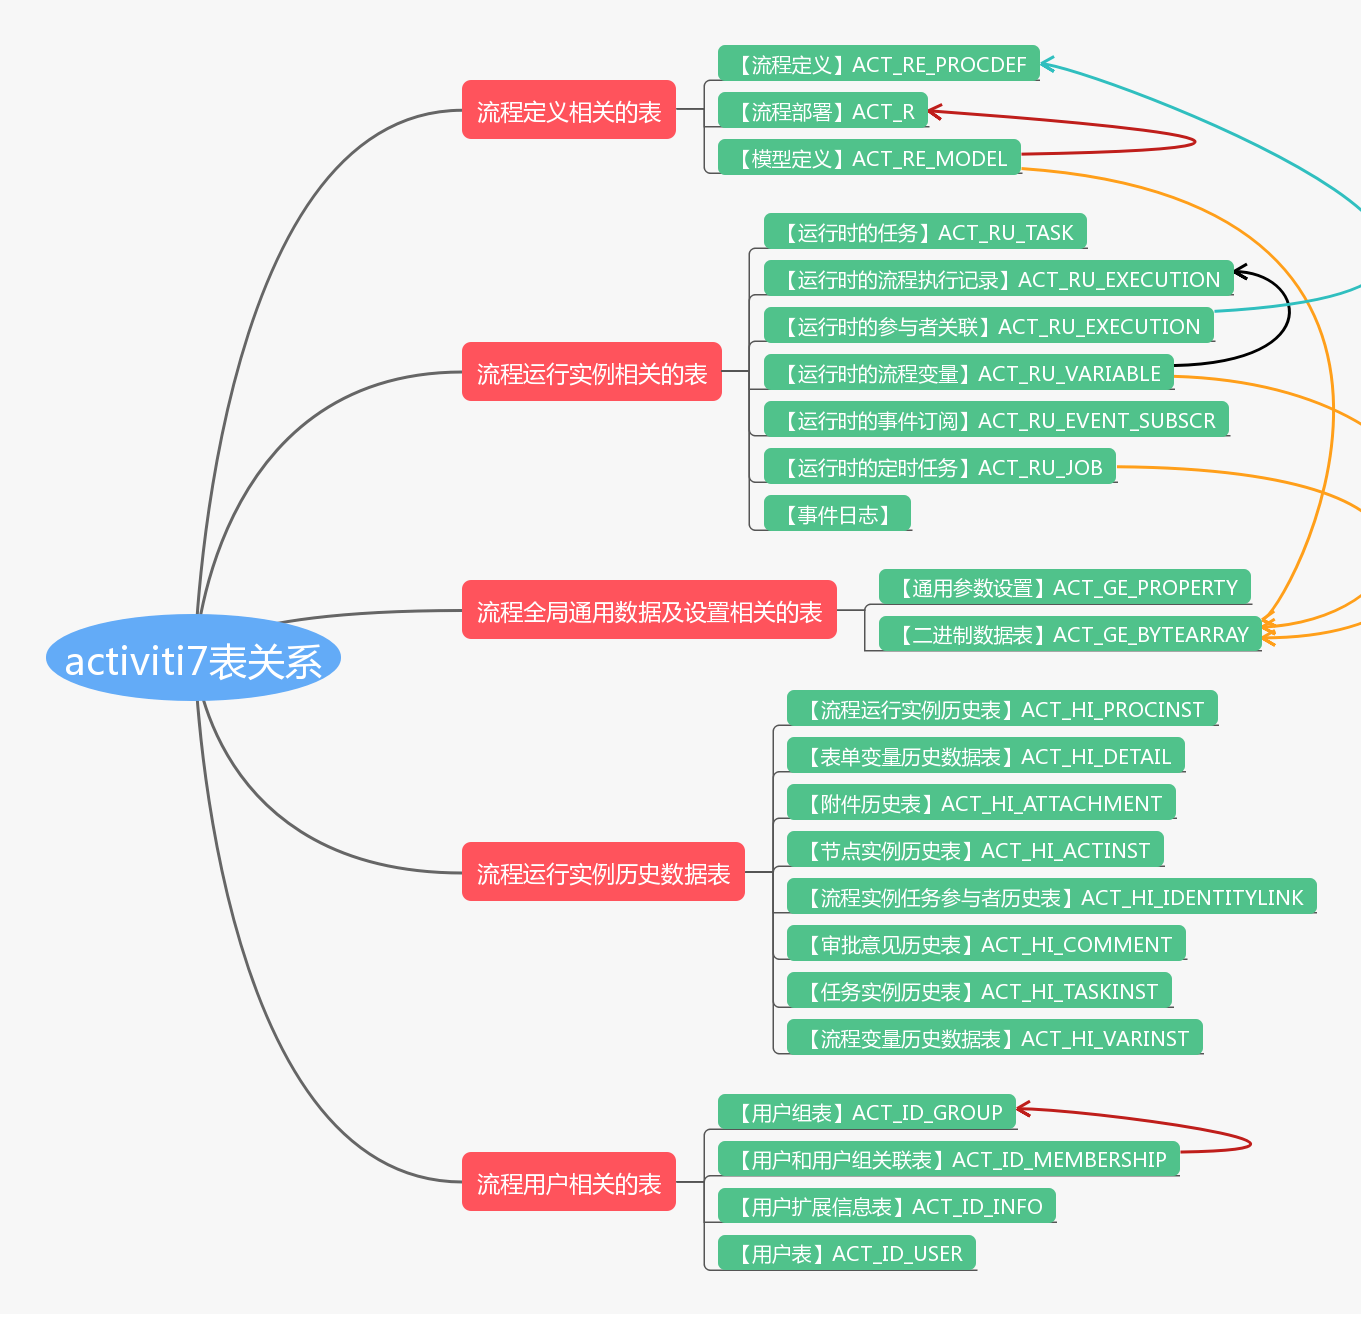 activiti7表关系
流程定义相关的表
【流程定义】ACT_RE_PROCDEF
【流程部署】ACT_R
【模型定义】ACT_RE_MODEL
流程运行实例相关的表
【运行时的任务】ACT_RU_TASK
【运行时的流程执行记录】ACT_RU_EXECUTION
【运行时的参与者关联】ACT_RU_EXECUTION
【运行时的流程变量】ACT_RU_VARIABLE
【运行时的事件订阅】ACT_RU_EVENT_SUBSCR
【运行时的定时任务】ACT_RU_JOB
【事件日志】
流程全局通用数据及设置相关的表
【通用参数设置】ACT_GE_PROPERTY
【二进制数据表】ACT_GE_BYTEARRAY
流程运行实例历史数据表
【流程运行实例历史表】ACT_HI_PROCINST
【表单变量历史数据表】ACT_HI_DETAIL
【附件历史表】ACT_HI_ATTACHMENT
【节点实例历史表】ACT_HI_ACTINST
【流程实例任务参与者历史表】ACT_HI_IDENTITYLINK
【审批意见历史表】ACT_HI_COMMENT
【任务实例历史表】ACT_HI_TASKINST
【流程变量历史数据表】ACT_HI_VARINST
流程用户相关的表
【用户组表】ACT_ID_GROUP
【用户和用户组关联表】ACT_ID_MEMBERSHIP
【用户扩展信息表】ACT_ID_INFO
【用户表】ACT_ID_USER